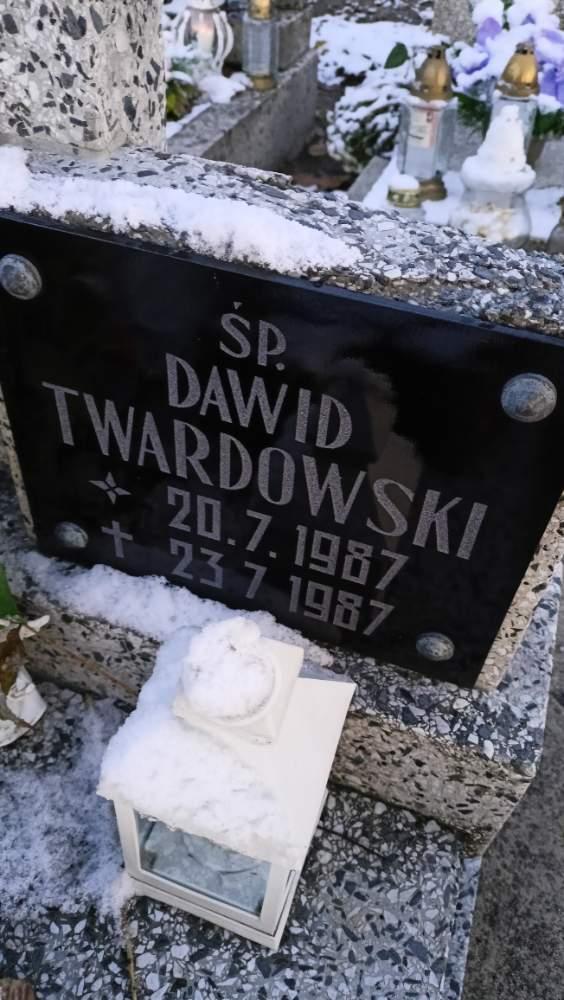 ŚP.
DAWID
TWARDOWSKI
20.7.1987
23 7 1987